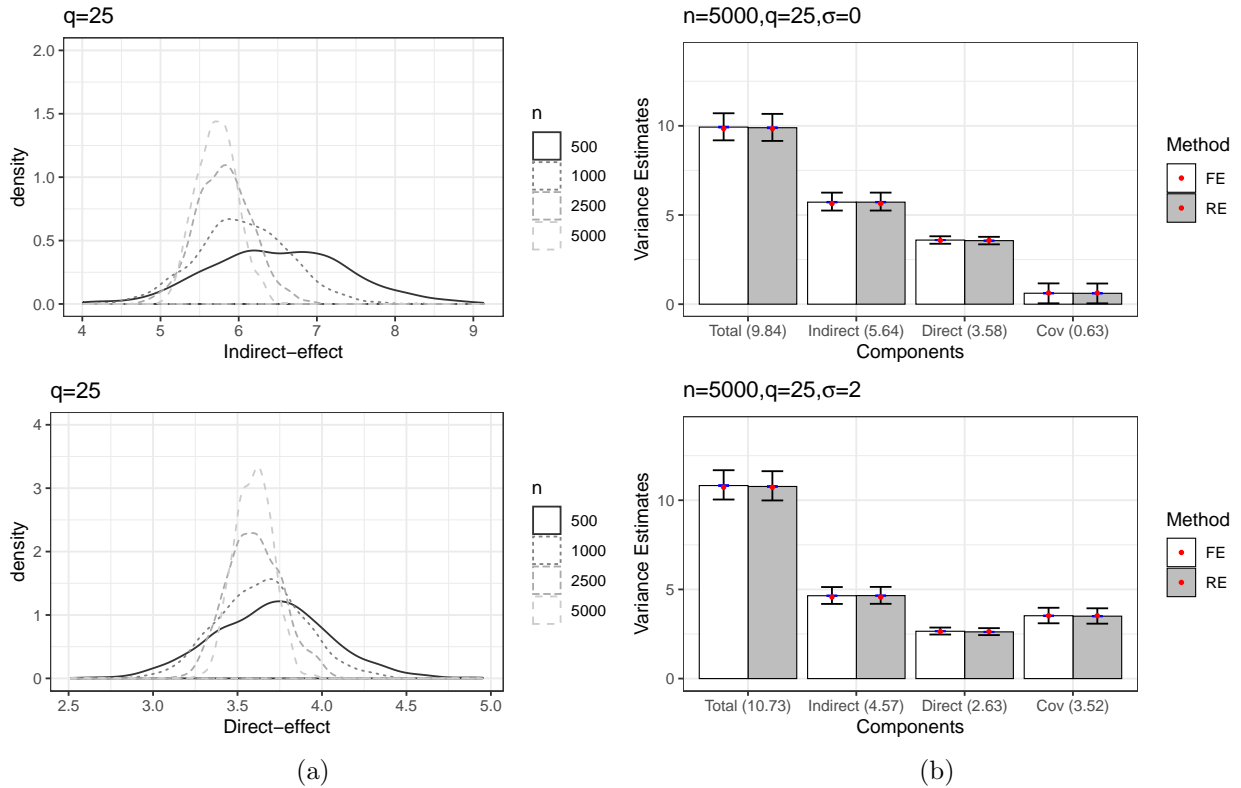 q=25
2.0
1.5
1.0
0.5
0.0
density
4 5 6 7 8 9
Indirect−effect
n
500
1000
2500
5000
n=5000,q=25,σ=0
10
5
0
Variance Estimates
Total (9.84) Indirect (5.64) Direct (3.58) Cov (0.63)
Components
Method
FE
RE
q=25
4
3
2
1
0
density
2.5 3.0 3.5 4.0 4.5 5.0
Direct−effect
n
500
1000
2500
5000
n=5000,q=25,σ=2
10
5
0
Variance Estimates
Total (10.73) Indirect (4.57) Direct (2.63) Cov (3.52)
Components
Method
FE
RE
(a)
(b)